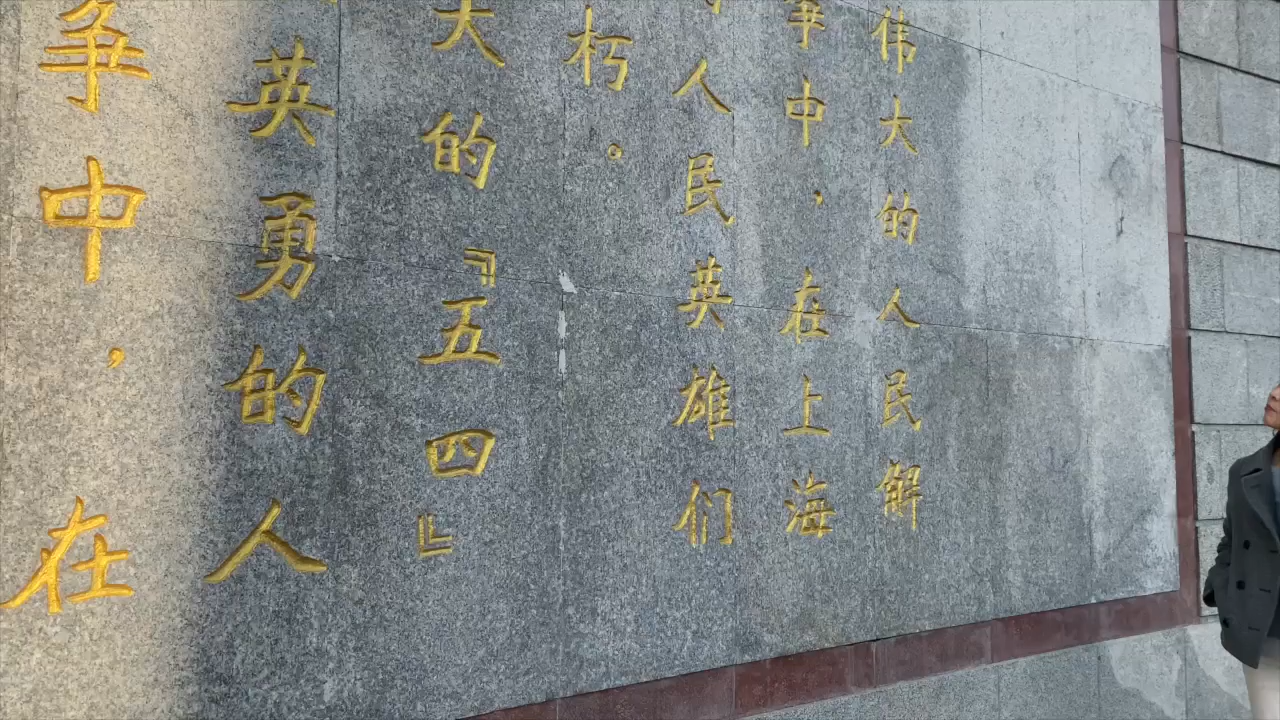 伟大的人民解
争中，在上海
人民英雄们
朽。
大的『五四』
英勇的人
争中，在